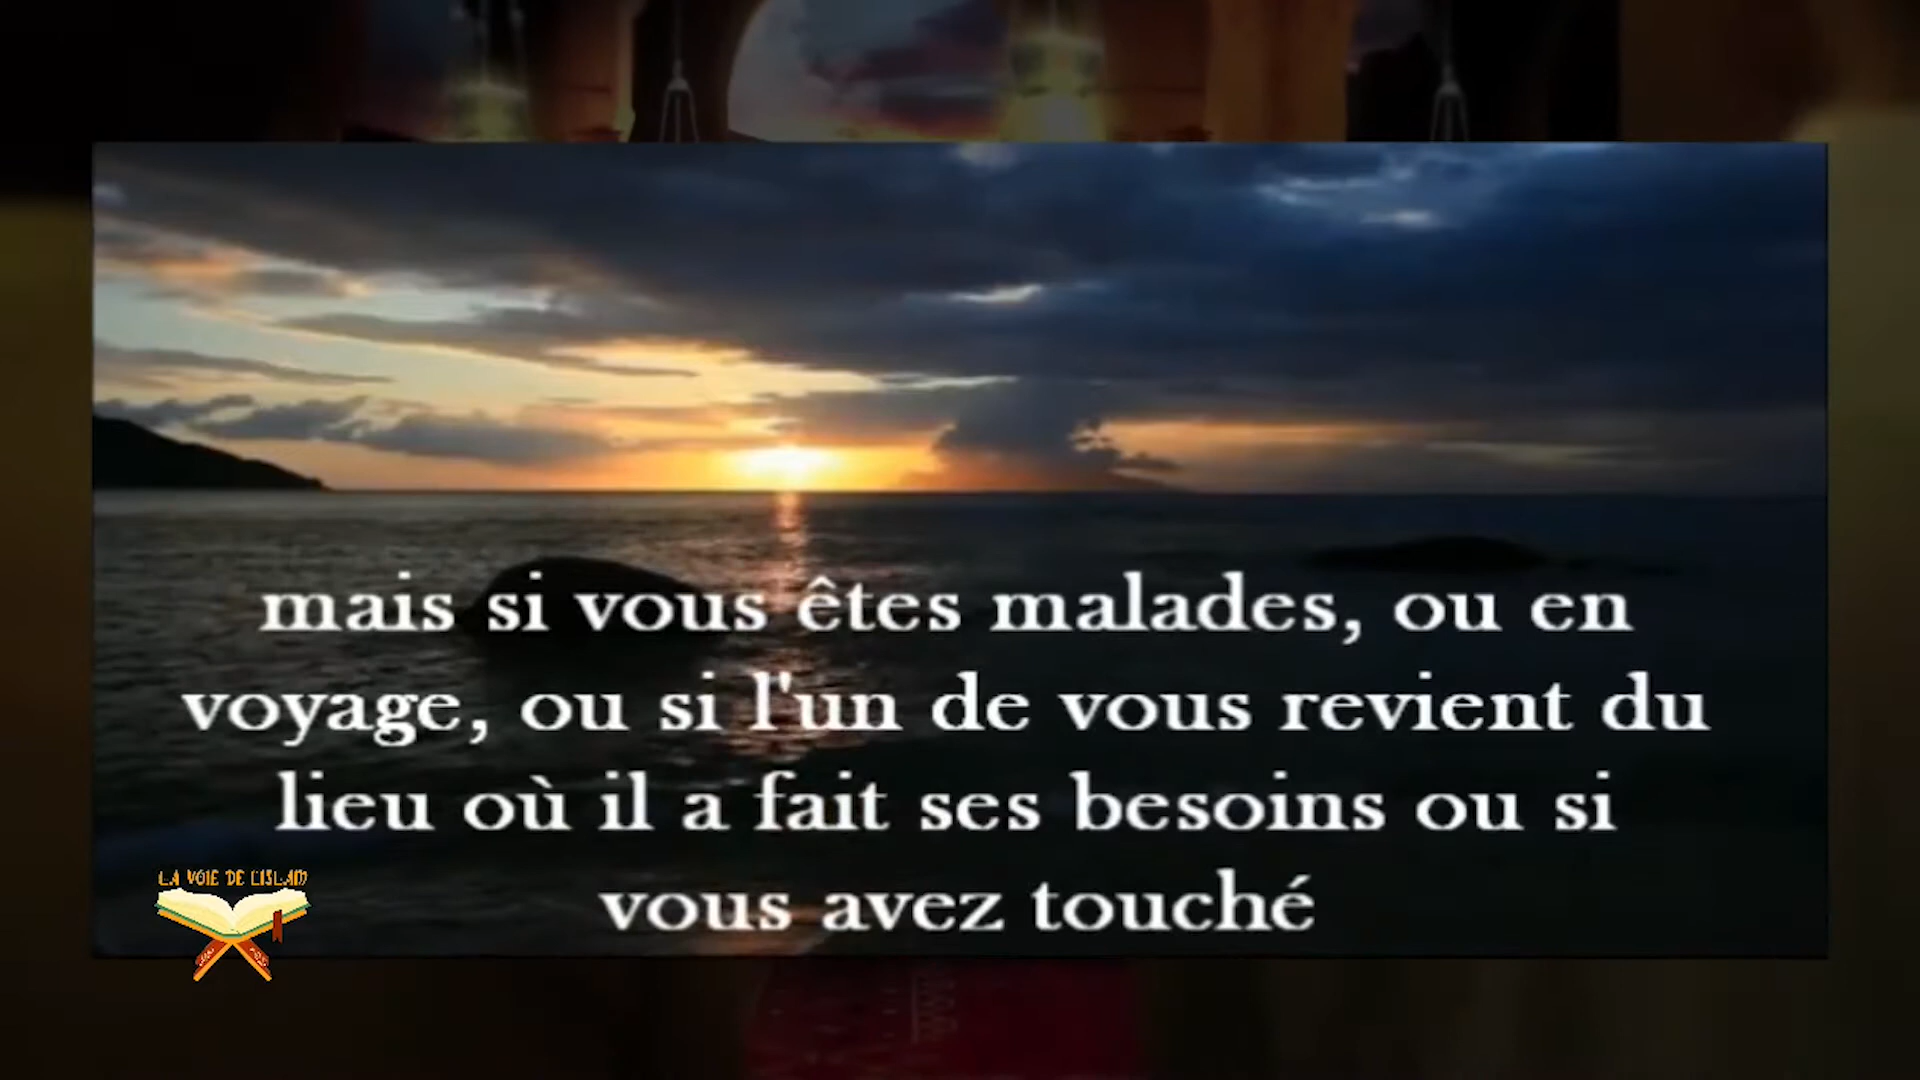 mais si vous êtes malades, ou en
voyage, ou si l'un de vous revient du
lieu où il a fait ses besoins ou si
vous avez touché
LA VOIE DE L'ISLAM